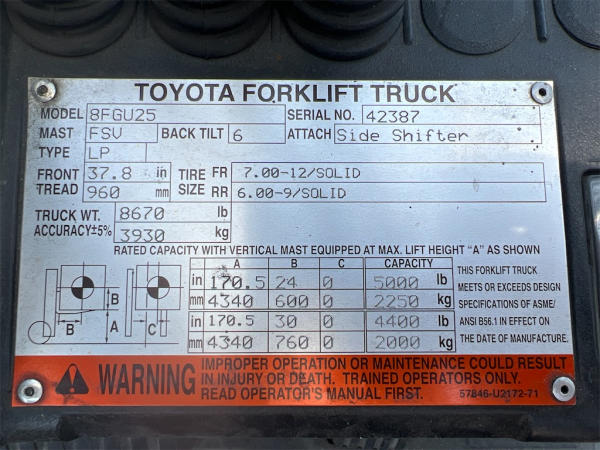 TOYOTA FORKLIFT TRUCK
MODEL 8FGU25 SERIAL NO. 42387
MAST FSV BACK TILT 6 ATTACH Side Shifter
TYPE LP
FRONT TREAD 37.8 in TIRE SIZE FR 7.00-12/SOLID
960 mm RR 6.00-9/SOLID
TRUCK WT. 8670 lb
ACCURACY±5% 3930 kg
RATED CAPACITY WITH VERTICAL MAST EQUIPPED AT MAX. LIFT HEIGHT "A" AS SHOWN
A B C CAPACITY
in 170.5 24 0 5000 lb
mm 4340 600 0 2250 kg
in 170.5 30 0 4400 lb
mm 4340 760 0 2000 kg
B A B C
THIS FORKLIFT TRUCK
MEETS OR EXCEEDS DESIGN
SPECIFICATIONS OF ASME/
ANSI B56.1 IN EFFECT ON
THE DATE OF MANUFACTURE.
WARNING
IMPROPER OPERATION OR MAINTENANCE COULD RESULT
IN INJURY OR DEATH. TRAINED OPERATORS ONLY.
READ OPERATOR'S MANUAL FIRST.
57846-U2172-71